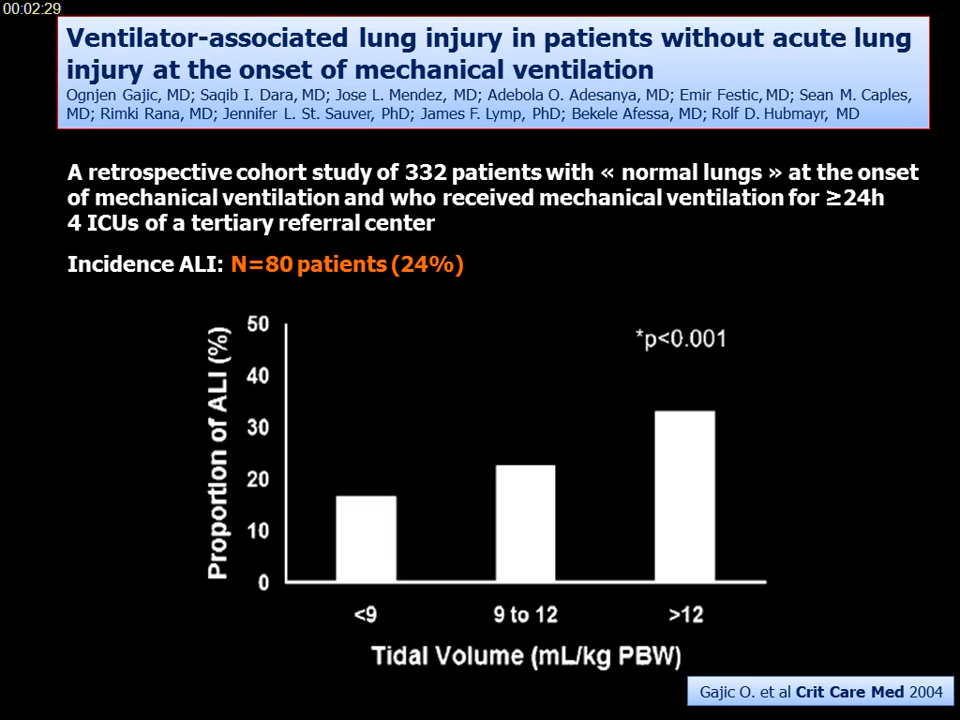 00:02:29
Ventilator-associated lung injury in patients without acute lung
injury at the onset of mechanical ventilation
Ognjen Gajic, MD; Saqib I. Dara, MD; Jose L. Mendez, MD; Adebola O. Adesanya, MD; Emir Festic, MD; Sean M. Caples,
MD; Rimki Rana, MD; Jennifer L. St. Sauver, PhD; James F. Lymp, PhD; Bekele Afessa, MD; Rolf D. Hubmayr, MD
A retrospective cohort study of 332 patients with « normal lungs » at the onset
of mechanical ventilation and who received mechanical ventilation for ≥24h
4 ICUs of a tertiary referral center
Incidence ALI: N=80 patients (24%)
Proportion of ALI (%)
50
40
30
20
10
0
*p<0.001
<9
9 to 12
>12
Tidal Volume (mL/kg PBW)
Gajic O. et al Crit Care Med 2004